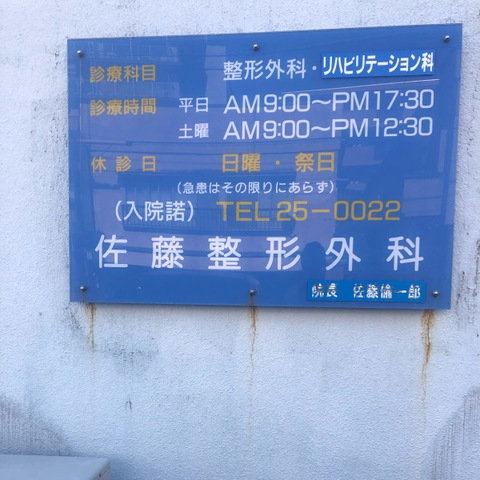 診療科目 整形外科・リハビリテーション科
診療時間 平日 AM9:00〜PM17:30
土曜 AM9:00〜PM12:30
休診日 日曜・祭日
（急患はその限りにあらず）
（入院諾） TEL 25-0022
佐藤整形外科
院長 佐藤倫一郎